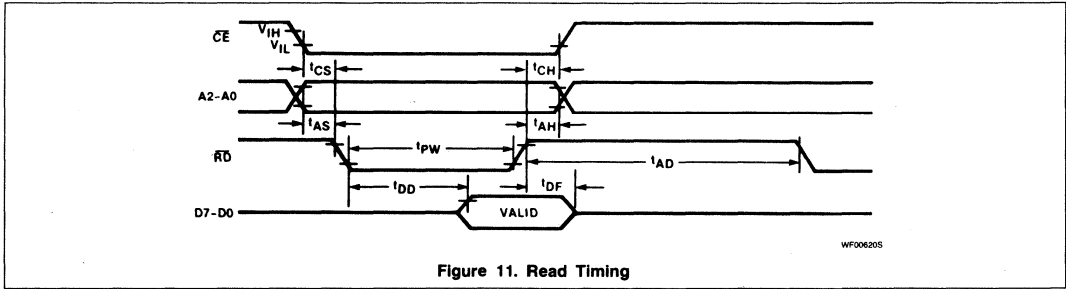 CE
VIH
VIL
tCS
tCH
A2-A0
tAS
tAH
RD
tPW
tAD
tDD
tDF
D7-D0
VALID
WF00620S
Figure 11. Read Timing